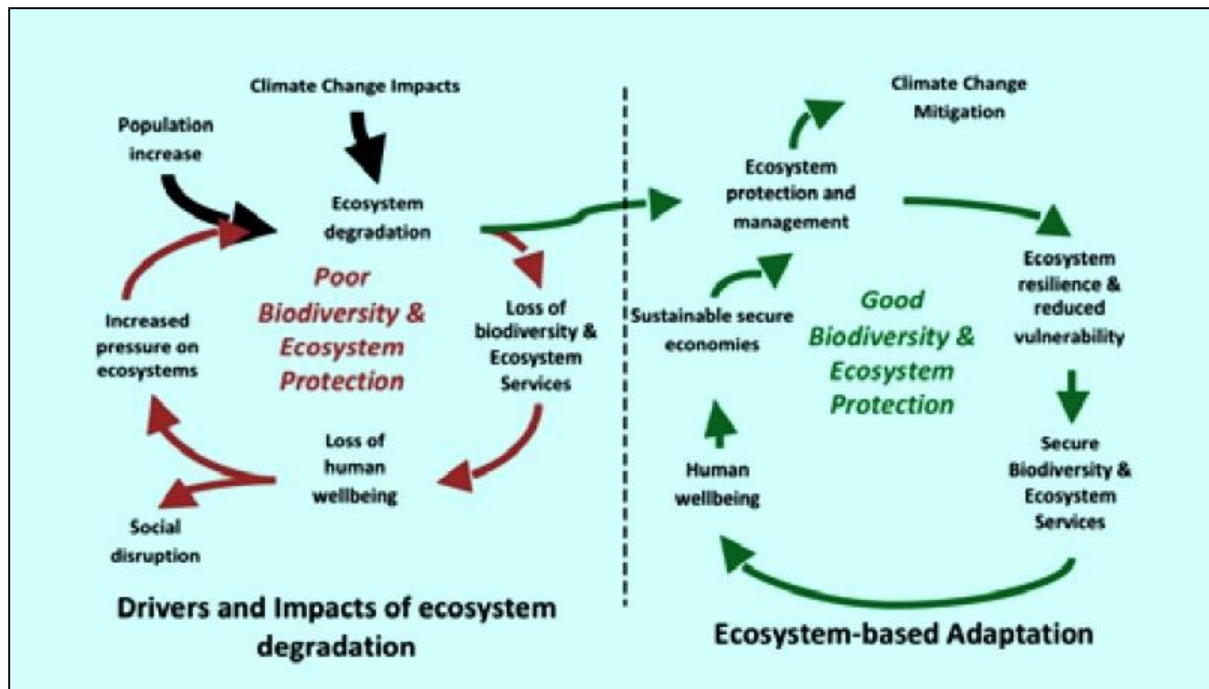 Climate Change Impacts
Population
increase
Ecosystem
degradation
Poor
Biodiversity &
Ecosystem
Protection
Increased
pressure on
ecosystems
Loss of
biodiversity &
Ecosystem
Services
Loss of
human
wellbeing
Social
disruption
Drivers and Impacts of ecosystem
degradation
Climate Change
Mitigation
Ecosystem
protection and
management
Ecosystem
resilience &
reduced
vulnerability
Sustainable secure
economies
Good
Biodiversity &
Ecosystem
Protection
Human
wellbeing
Secure
Biodiversity &
Ecosystem
Services
Ecosystem-based Adaptation